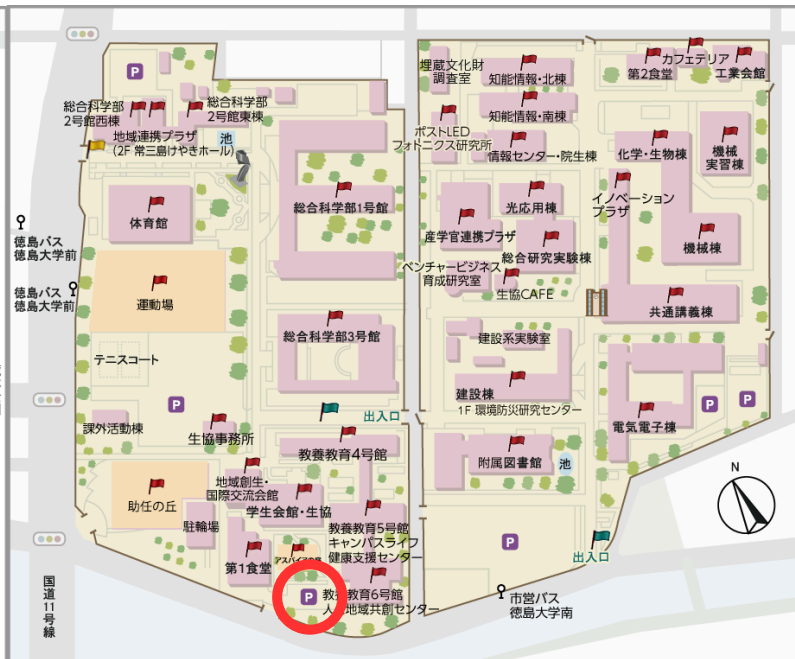 P
総合科学部
2号館西棟
総合科学部
2号館東棟
地域連携プラザ
(2F 常三島けやきホール)
池
体育館
総合科学部1号館
徳島バス
徳島大学前
徳島バス
徳島大学前
運動場
テニスコート
総合科学部3号館
P
課外活動棟
生協事務所
出入口
教養教育4号館
地域創生・
国際交流会館
助任の丘
学生会館・生協
駐輪場
教養教育5号館
キャンパスライフ
健康支援センター
第1食堂
P
教養教育6号館
人 地域共創センター
国道11号線
埋蔵文化財
調査室
知能情報・北棟
第2食堂
カフェテリア
工業会館
知能情報・南棟
ポストLED
フォトニクス研究所
情報センター・院生棟
化学・生物棟
機械
実習棟
イノベーション
プラザ
光応用棟
産学官連携プラザ
総合研究実験棟
機械棟
ベンチャービジネス
育成研究室
生協CAFE
共通講義棟
建設系実験室
建設棟
1F 環境防災研究センター
電気電子棟
P
P
附属図書館
池
N
P
出入口
市営バス
徳島大学南